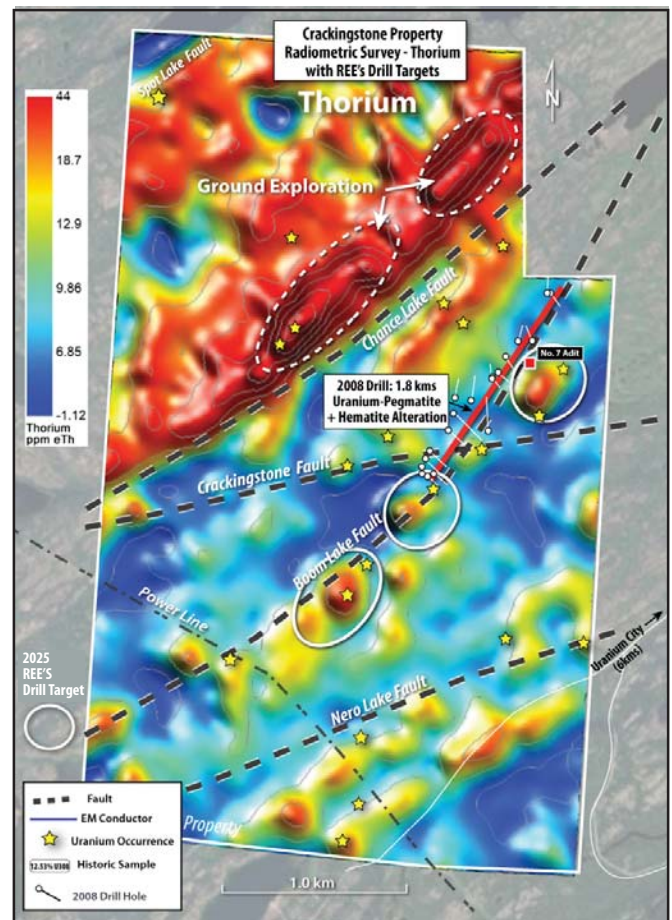 Crackingstone Property
Radiometric Survey - Thorium
with REE's Drill Targets
Spot Lake Fault
Thorium
N
44
18.7
12.9
9.86
6.85
-1.12
Thorium
ppm eTh
Ground Exploration
Chance Lake Fault
No. 7 Adit
2008 Drill: 1.8 kms
Uranium-Pegmatite
+ Hematite Alteration
Crackingstone Fault
Boom Lake Fault
Power Line
Uranium City
(6kms)
2025
REE'S
Drill Target
Nero Lake Fault
Fault
EM Conductor
Uranium Occurrence
12.53% U308
Historic Sample
2008 Drill Hole
Property
1.0 km